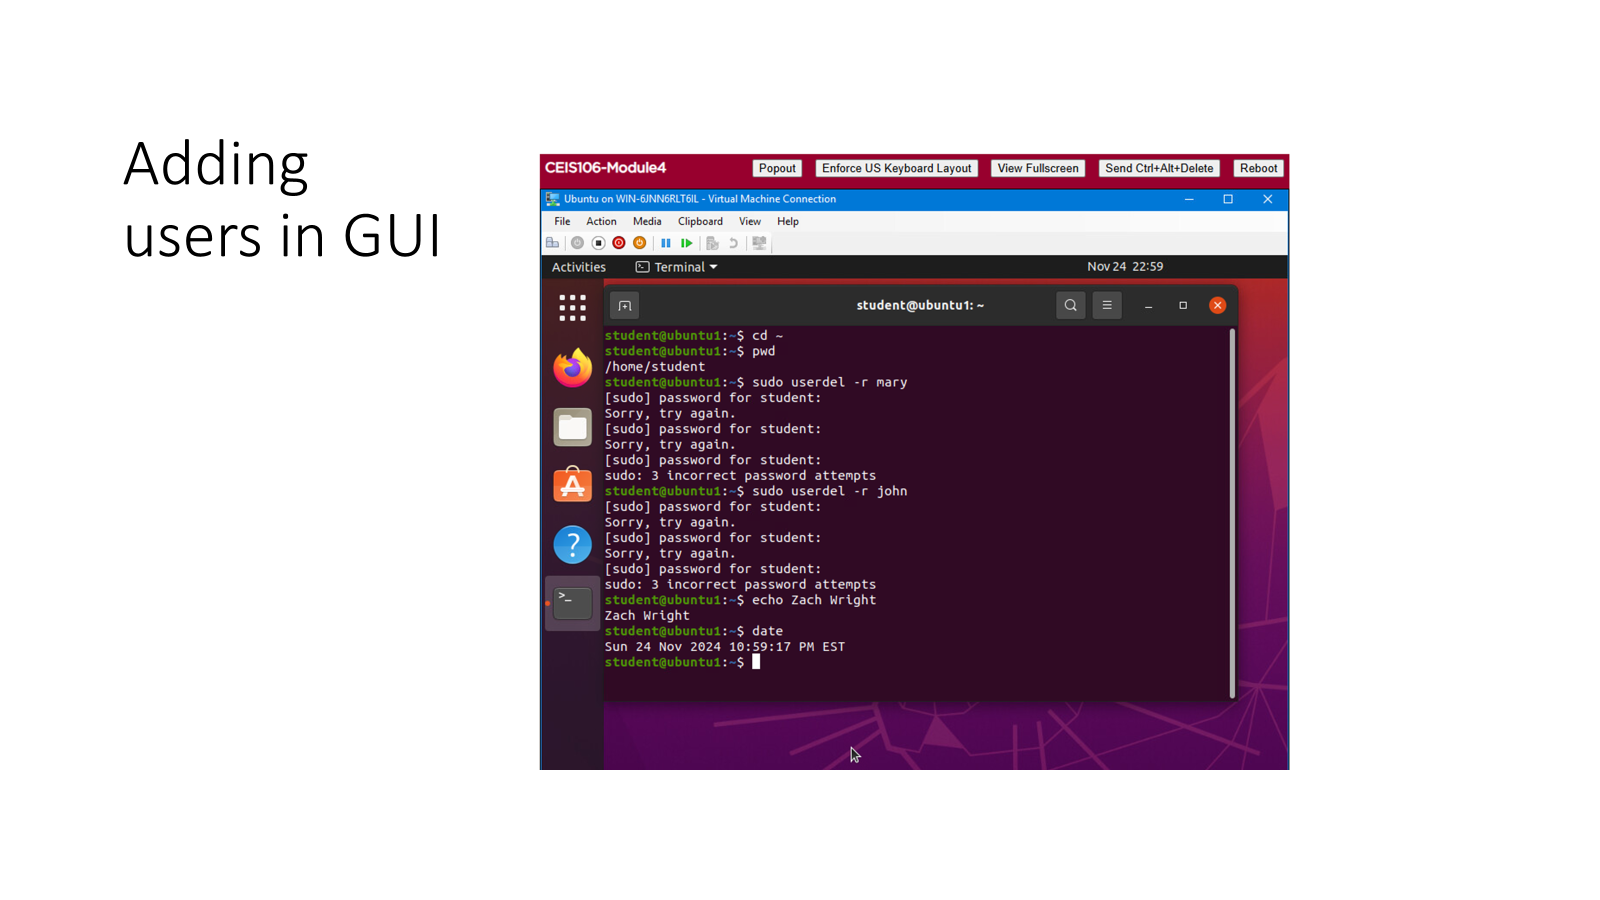 Adding
users in GUI
CEIS106-Module4
Popout
Enforce US Keyboard Layout
View Fullscreen
Send Ctrl+Alt+Delete
Reboot
Ubuntu on WIN-6JNN6RLT6IL - Virtual Machine Connection
File Action Media Clipboard View Help
Activities
Terminal
Nov 24 22:59
student@ubuntu1: ~
student@ubuntu1:~$ cd ~
student@ubuntu1:~$ pwd
/home/student
student@ubuntu1:~$ sudo userdel -r mary
[sudo] password for student:
Sorry, try again.
[sudo] password for student:
Sorry, try again.
[sudo] password for student:
sudo: 3 incorrect password attempts
student@ubuntu1:~$ sudo userdel -r john
[sudo] password for student:
Sorry, try again.
[sudo] password for student:
Sorry, try again.
[sudo] password for student:
sudo: 3 incorrect password attempts
student@ubuntu1:~$ echo Zach Wright
Zach Wright
student@ubuntu1:~$ date
Sun 24 Nov 2024 10:59:17 PM EST
student@ubuntu1:~$